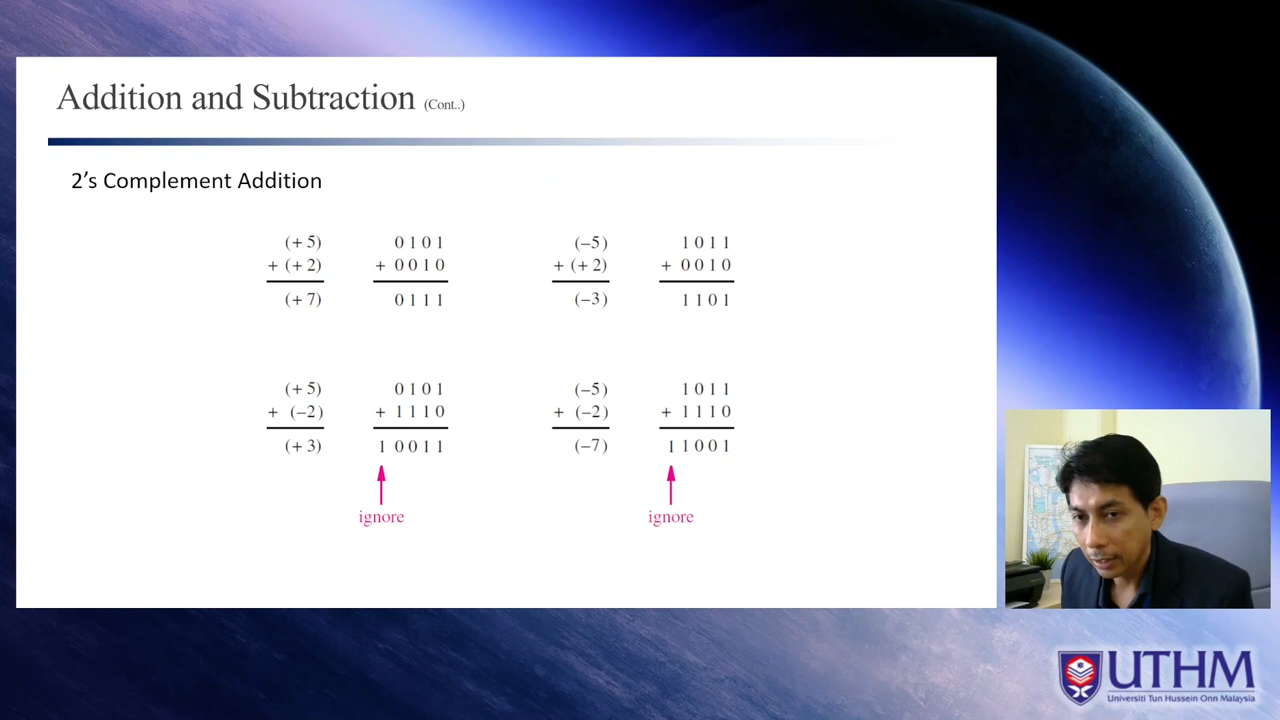 Addition and Subtraction (Cont..)
2's Complement Addition
(+ 5) 0 1 0 1 (–5) 1 0 1 1
+ (+ 2) + 0 0 1 0 + (+ 2) + 0 0 1 0
(+ 7) 0 1 1 1 (–3) 1 1 0 1
(+ 5) 0 1 0 1 (–5) 1 0 1 1
+ (–2) + 1 1 1 0 + (–2) + 1 1 1 0
(+ 3) 1 0 0 1 1 (–7) 1 1 0 0 1
ignore ignore
UTHM
Universiti Tun Hussein Onn Malaysia